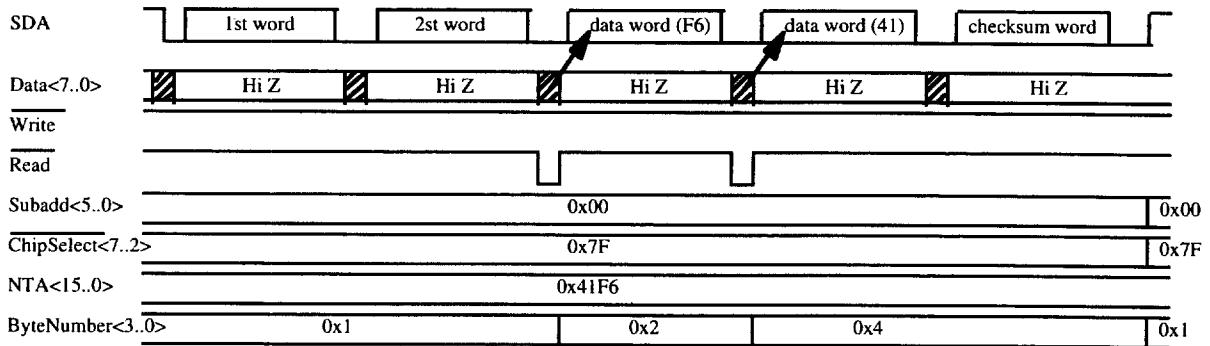 SDA 1st word 2st word data word (F6) data word (41) checksum word
Data<7..0> Hi Z Hi Z Hi Z Hi Z Hi Z
Write
Read
Subadd<5..0> 0x00 0x00
ChipSelect<7..2> 0x7F 0x7F
NTA<15..0> 0x41F6
ByteNumber<3..0> 0x1 0x2 0x4 0x1